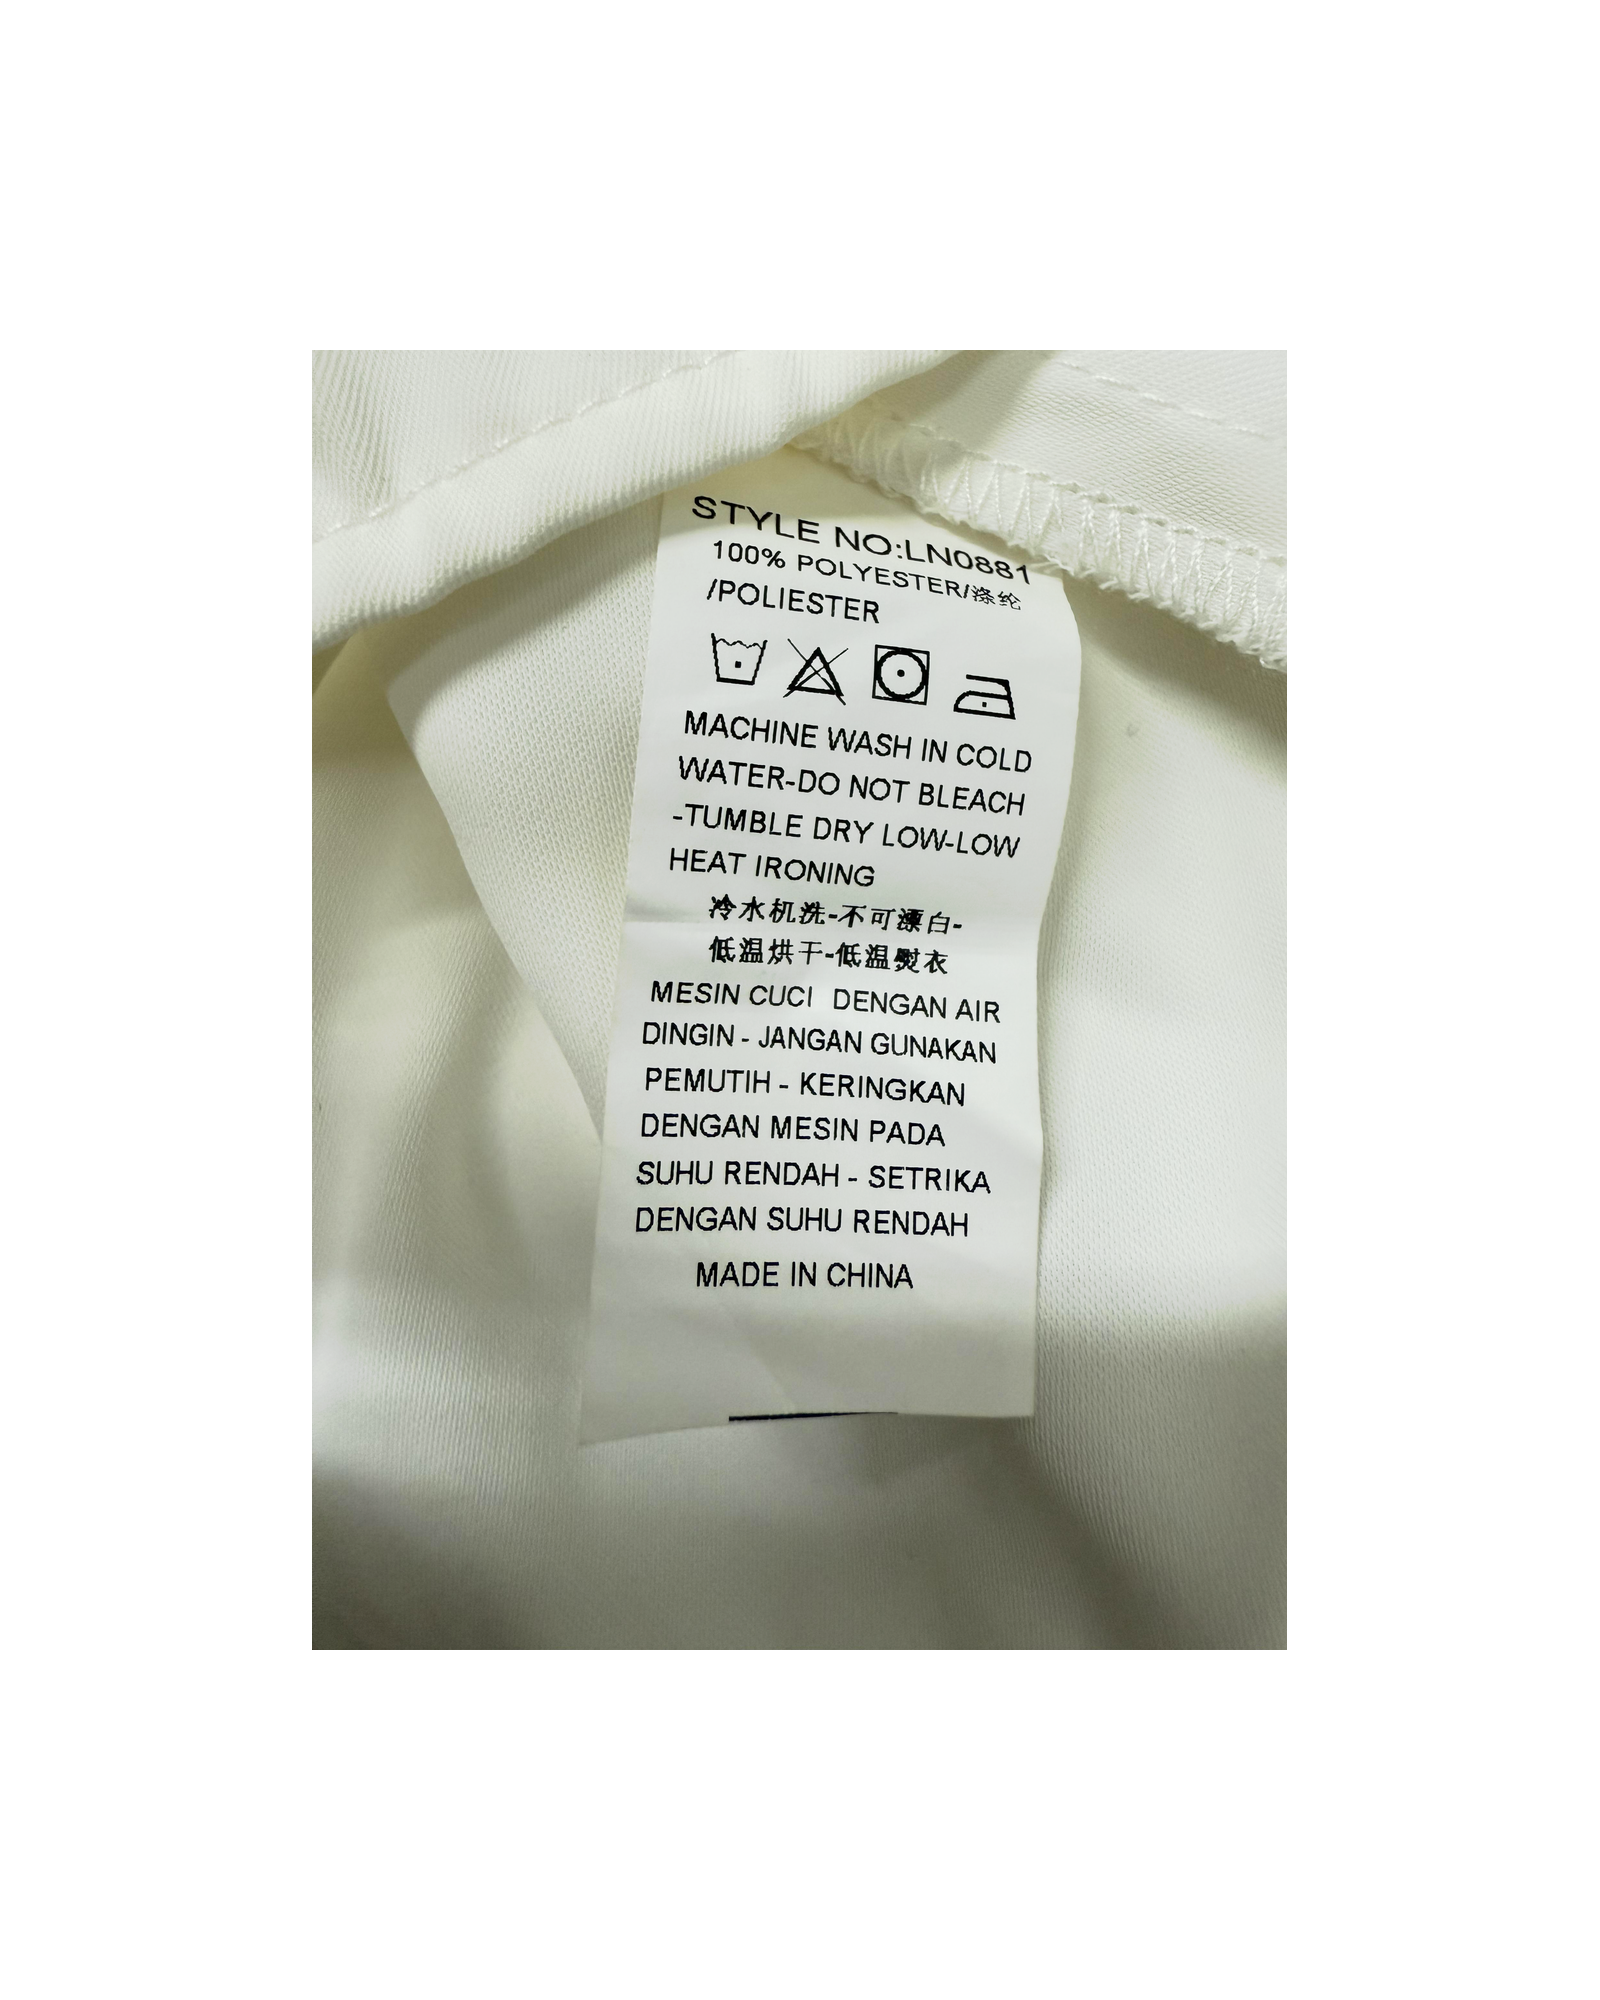 STYLE NO:LN0881
100% POLYESTER/涤纶
/POLIESTER
MACHINE WASH IN COLD
WATER-DO NOT BLEACH
-TUMBLE DRY LOW-LOW
HEAT IRONING
冷水机洗-不可漂白-
低温烘干-低温熨衣
MESIN CUCI DENGAN AIR
DINGIN - JANGAN GUNAKAN
PEMUTIH - KERINGKAN
DENGAN MESIN PADA
SUHU RENDAH - SETRIKA
DENGAN SUHU RENDAH
MADE IN CHINA